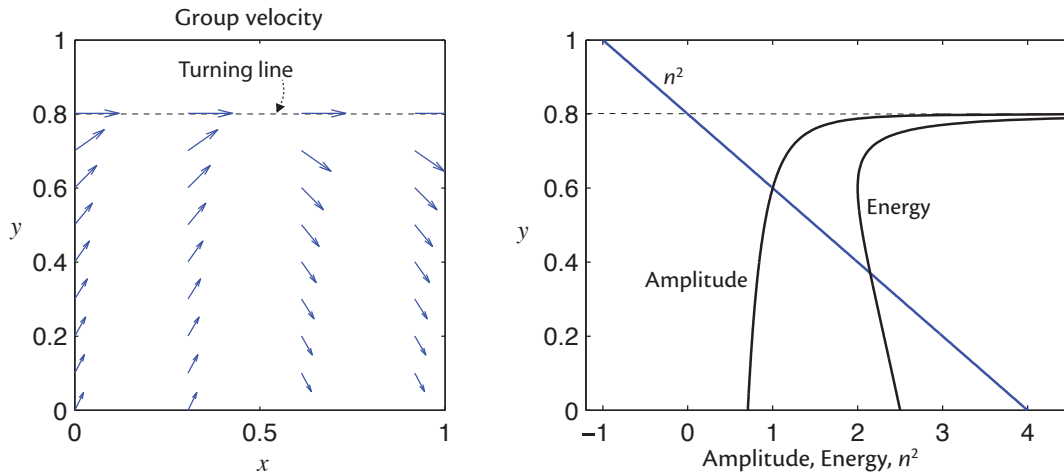 Group velocity
1
0.8
0.6
0.4
0.2
0
y
Turning line
0
0.5
1
x
1
0.8
0.6
0.4
0.2
0
y
n²
Energy
Amplitude
−1
0
1
2
3
4
Amplitude, Energy, n²